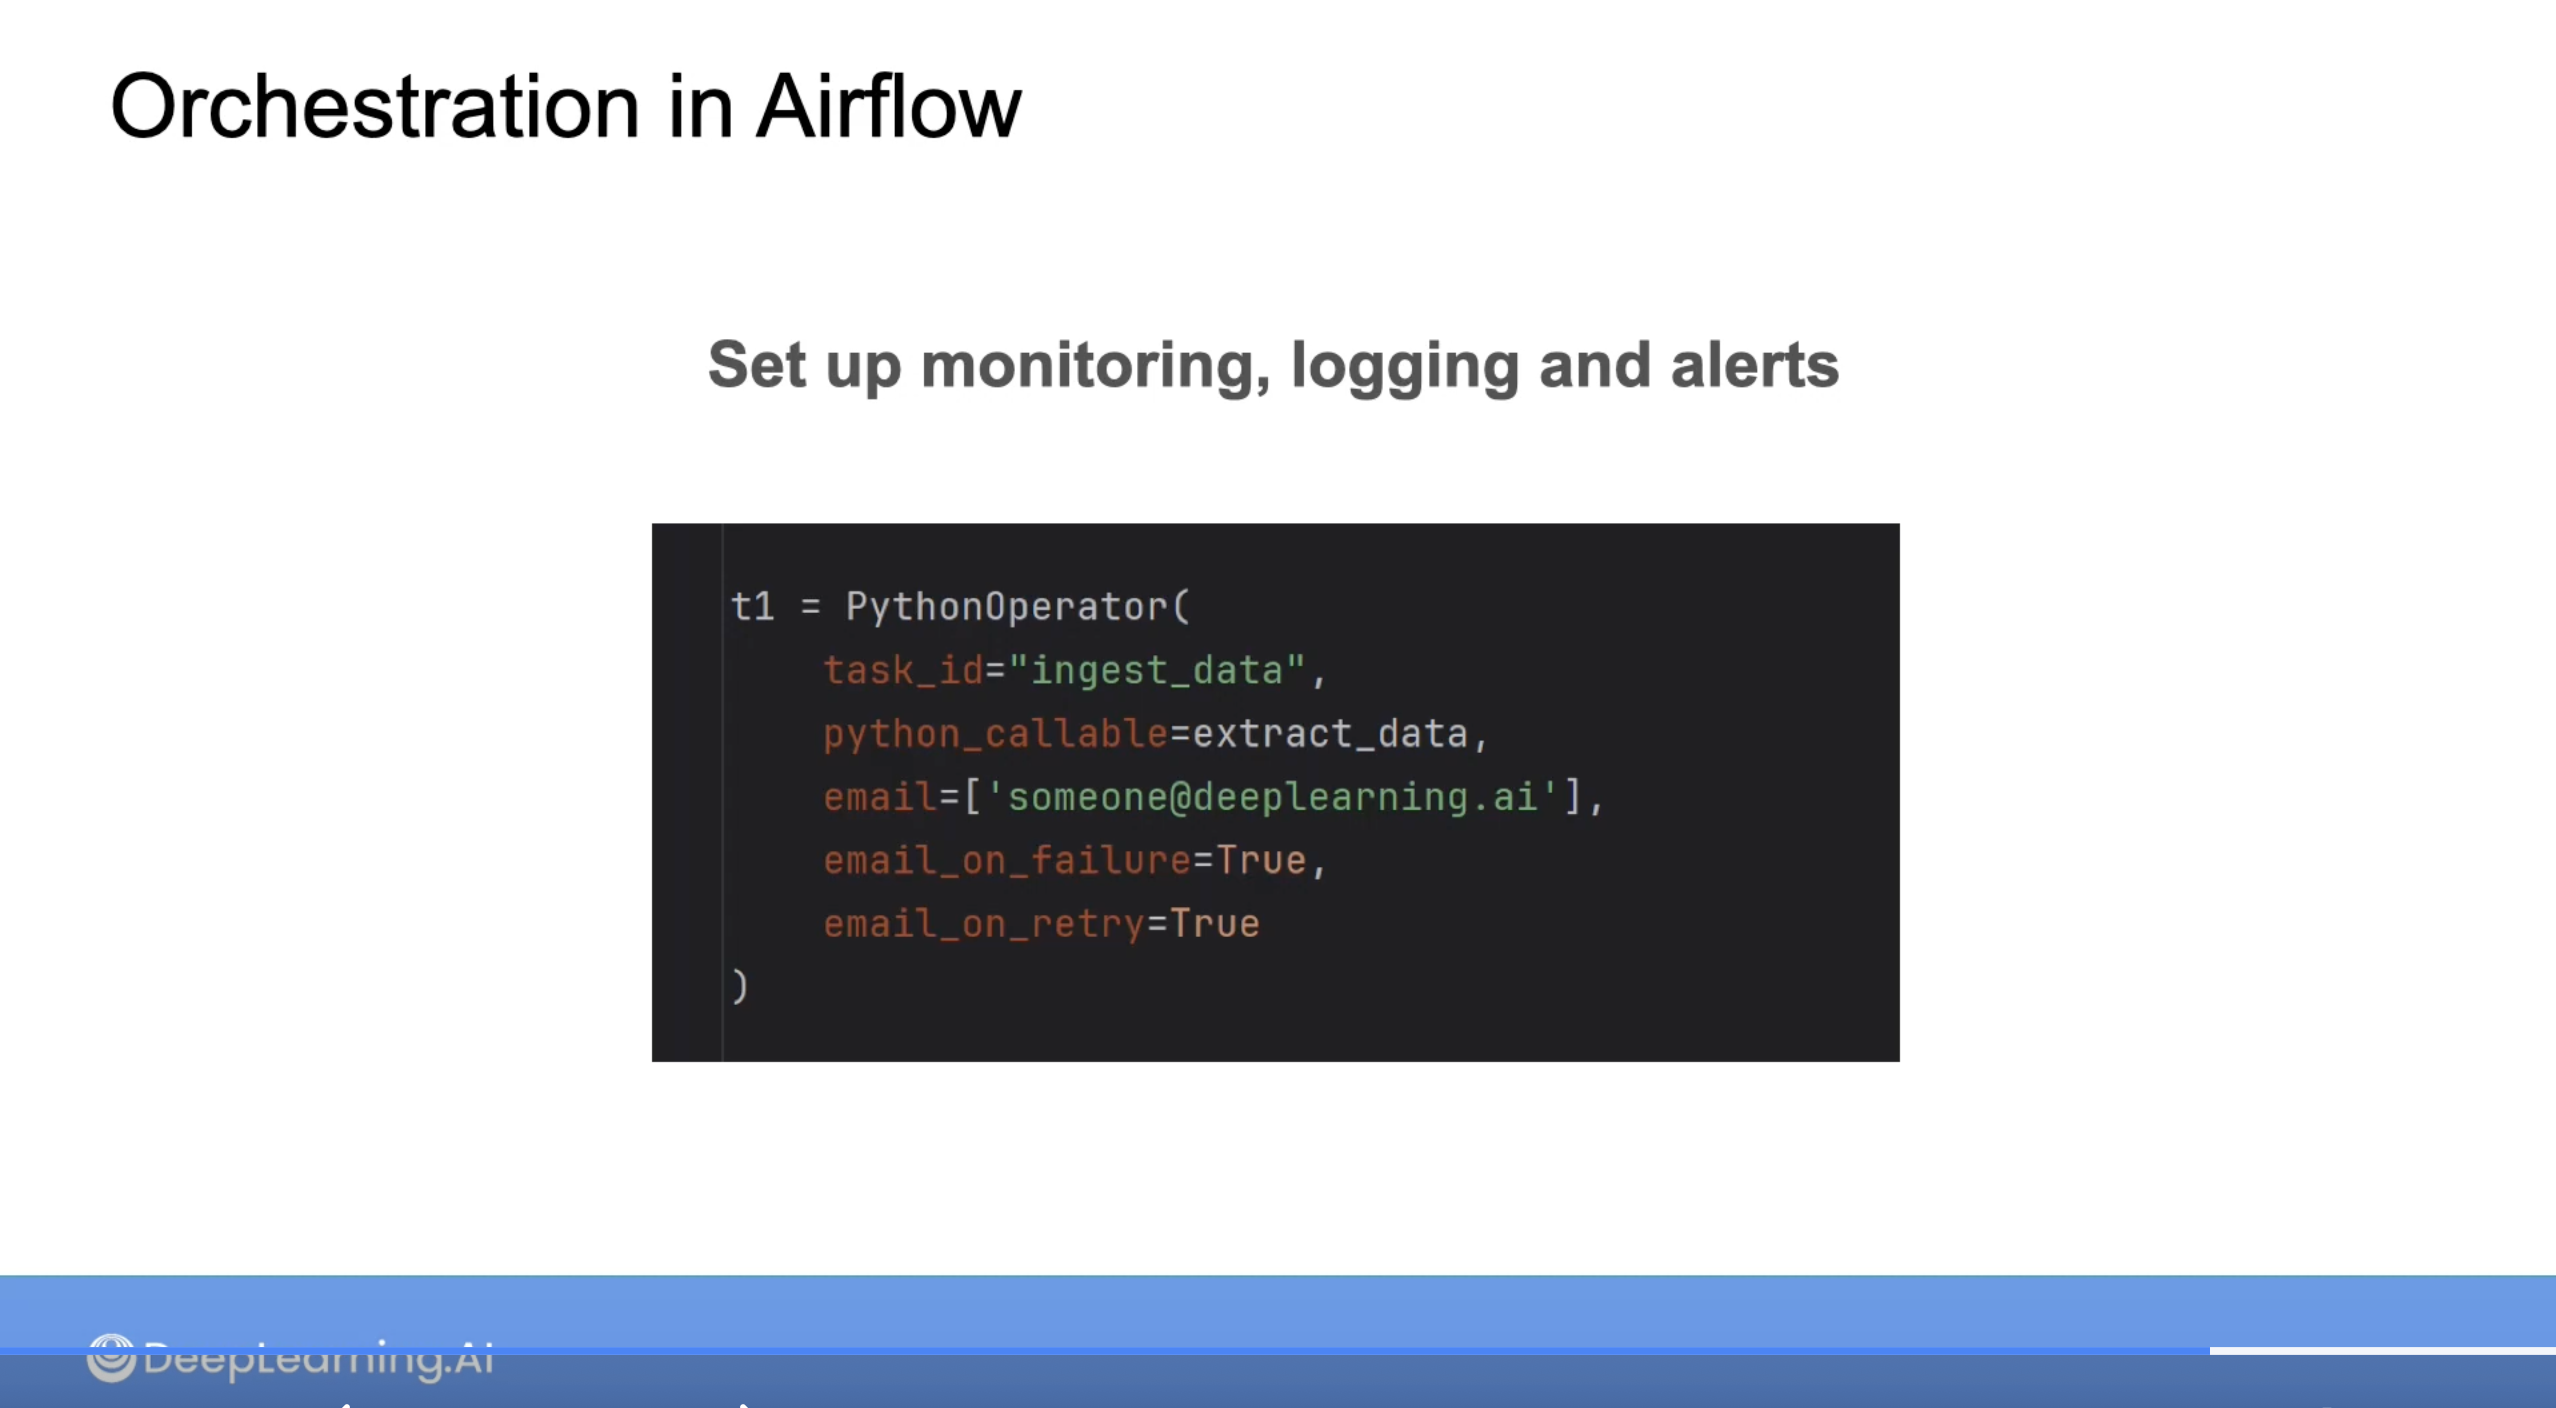 Orchestration in Airflow
Set up monitoring, logging and alerts
t1 = PythonOperator(
    task_id="ingest_data",
    python_callable=extract_data,
    email=['someone@deeplearning.ai'],
    email_on_failure=True,
    email_on_retry=True
)
DeepLearning.AI